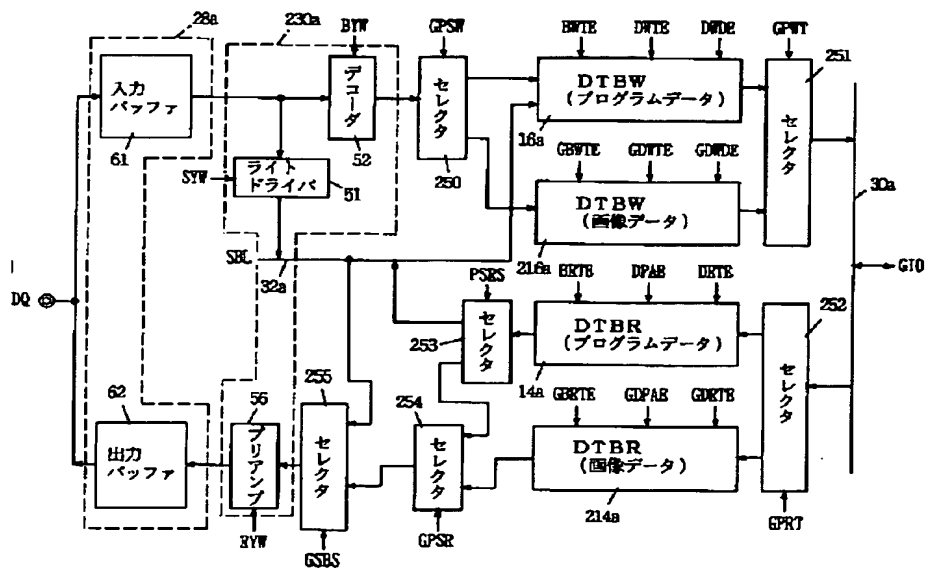 28a
230a
BYW
GPSW
BWTE
DWTE
DWDE
GPWT
251
入力
バッファ
61
デコーダ
52
セレクタ
250
DTBW
(プログラムデータ)
16a
セレクタ
SYW
ライト
ドライバ
51
GBWTE
GDWTE
GDWDE
DTBW
(画像データ)
216a
30a
SBL
32a
GIO
DQ
PSRS
BRTE
DPAE
DRTE
252
セレクタ
253
DTBR
(プログラムデータ)
14a
セレクタ
255
254
62
56
GBRTE
GDPAE
GDRTE
出力
バッファ
プリアンプ
セレクタ
セレクタ
DTBR
(画像データ)
214a
GSBS
GPSR
GPRT